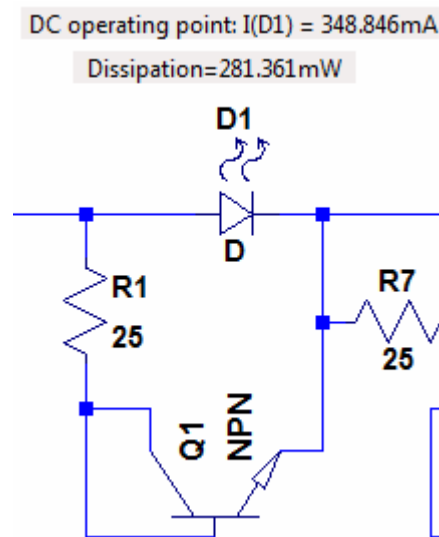 DC operating point: I(D1) = 348.846mA
Dissipation=281.361mW
D1
D
R1
25
R7
25
Q1
NPN